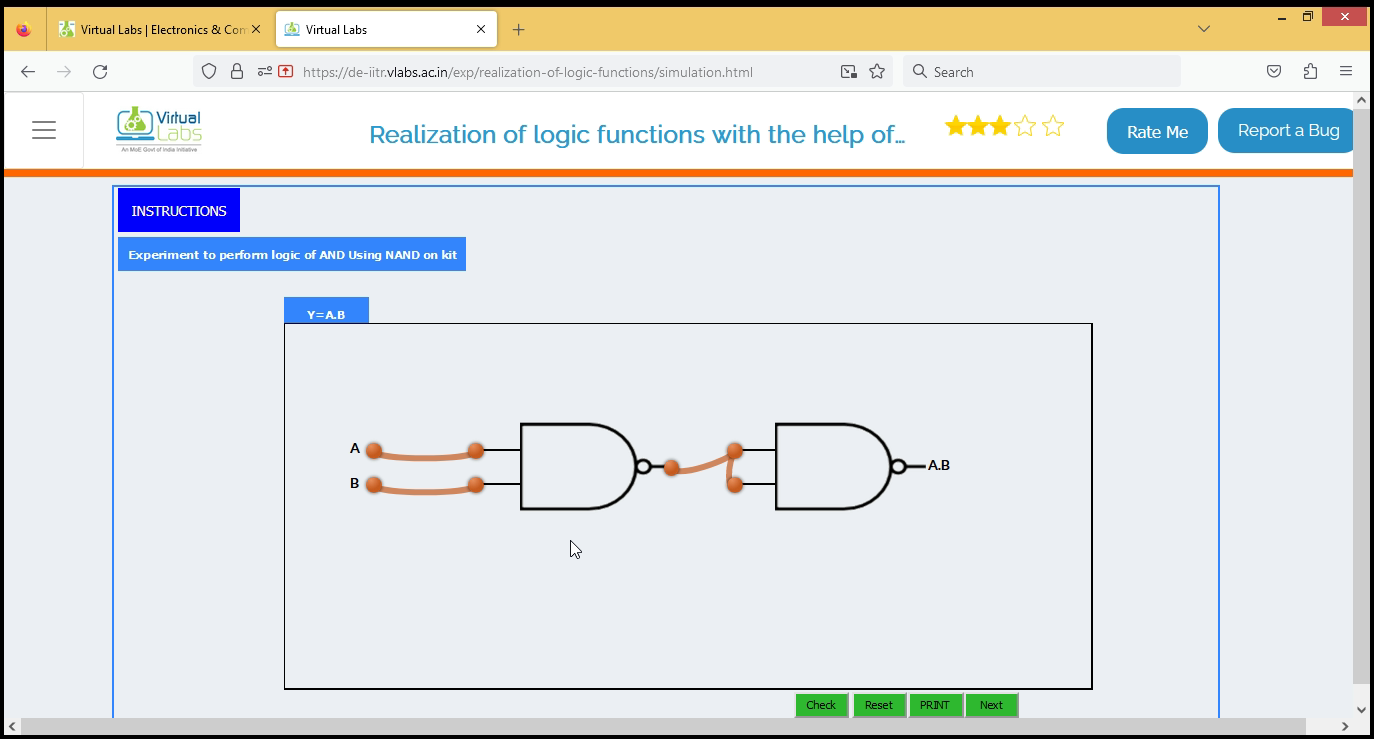 Virtual Labs | Electronics & Com
Virtual Labs
https://de-iitr.vlabs.ac.in/exp/realization-of-logic-functions/simulation.html
Search
Virtual
Labs
An MoE Govt of India Initiative
Realization of logic functions with the help of...
Rate Me
Report a Bug
INSTRUCTIONS
Experiment to perform logic of AND Using NAND on kit
Y=A.B
A
B
A.B
Check
Reset
PRINT
Next